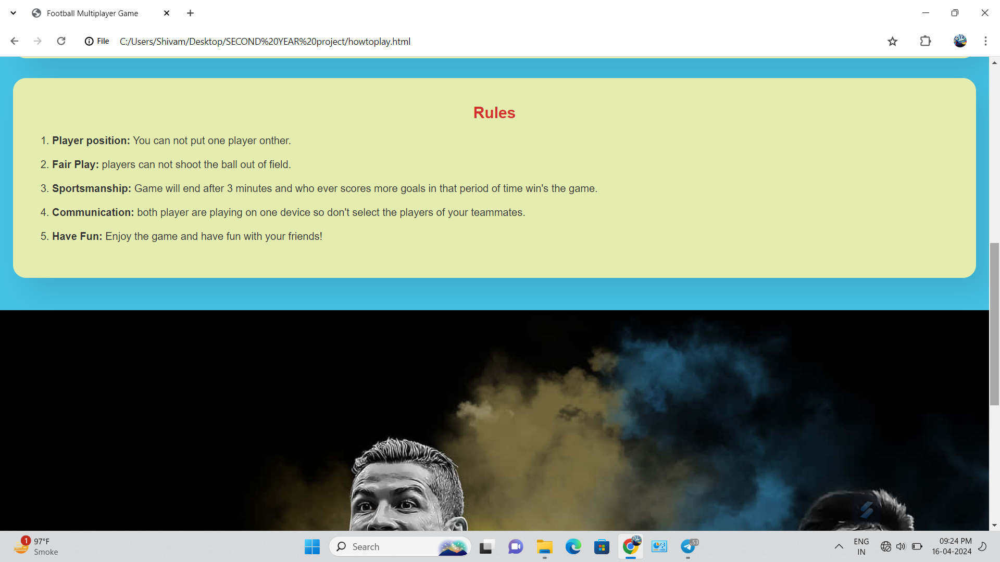 Football Multiplayer Game
File
C:/Users/Shivam/Desktop/SECOND%20YEAR%20project/howtoplay.html
Rules
1. Player position: You can not put one player onther.
2. Fair Play: players can not shoot the ball out of field.
3. Sportsmanship: Game will end after 3 minutes and who ever scores more goals in that period of time win's the game.
4. Communication: both player are playing on one device so don't select the players of your teammates.
5. Have Fun: Enjoy the game and have fun with your friends!
1
97°F
Smoke
Search
53
ENG
IN
09:24 PM
16-04-2024